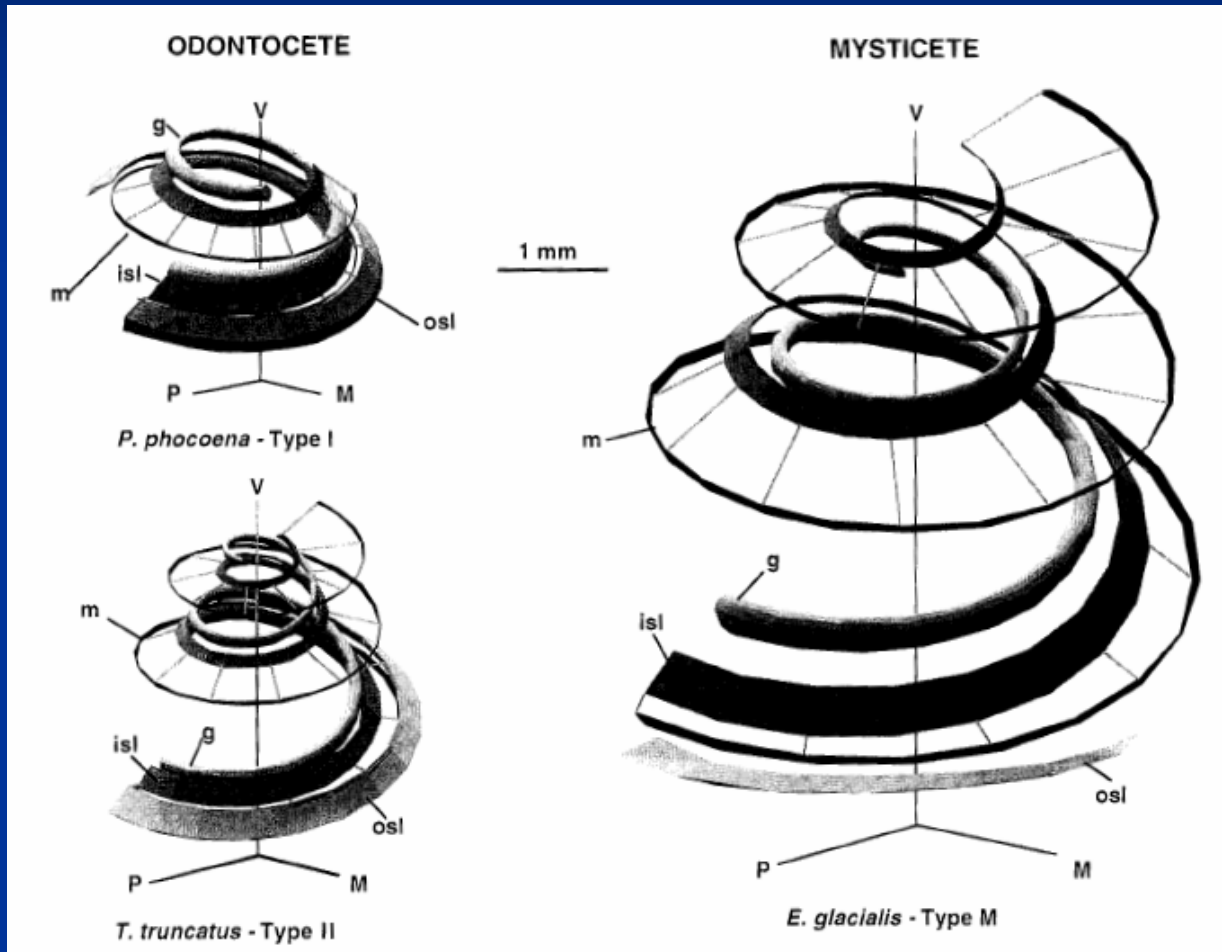 ODONTOCETE
V
g
isl
m
osl
P
M
P. phocoena - Type I
V
m
g
isl
osl
P
M
T. truncatus - Type II
1 mm
MYSTICETE
V
m
g
isl
osl
P
M
E. glacialis - Type M